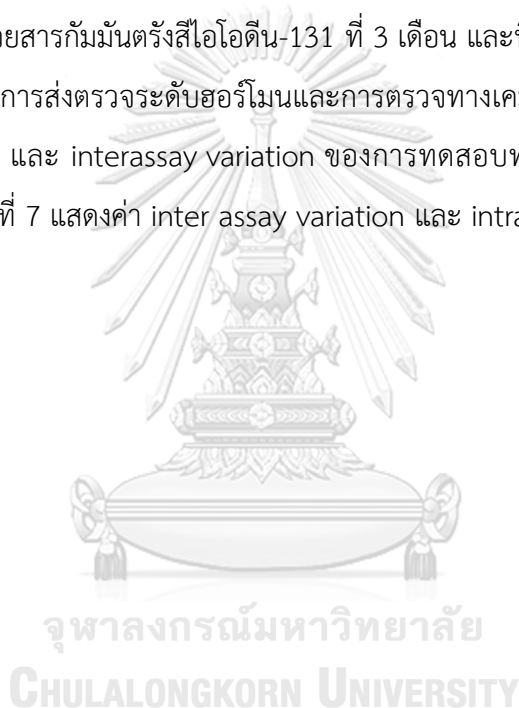 ยสารกัมมันตรังสีไอโอดีน-131 ที่ 3 เดือน และ
การส่งตรวจระดับฮอร์โมนและการตรวจทางเค
และ interassay variation ของการทดสอบ
ที่ 7 แสดงค่า inter assay variation และ intra
จุฬาลงกรณ์มหาวิทยาลัย
CHULALONGKORN UNIVERSITY